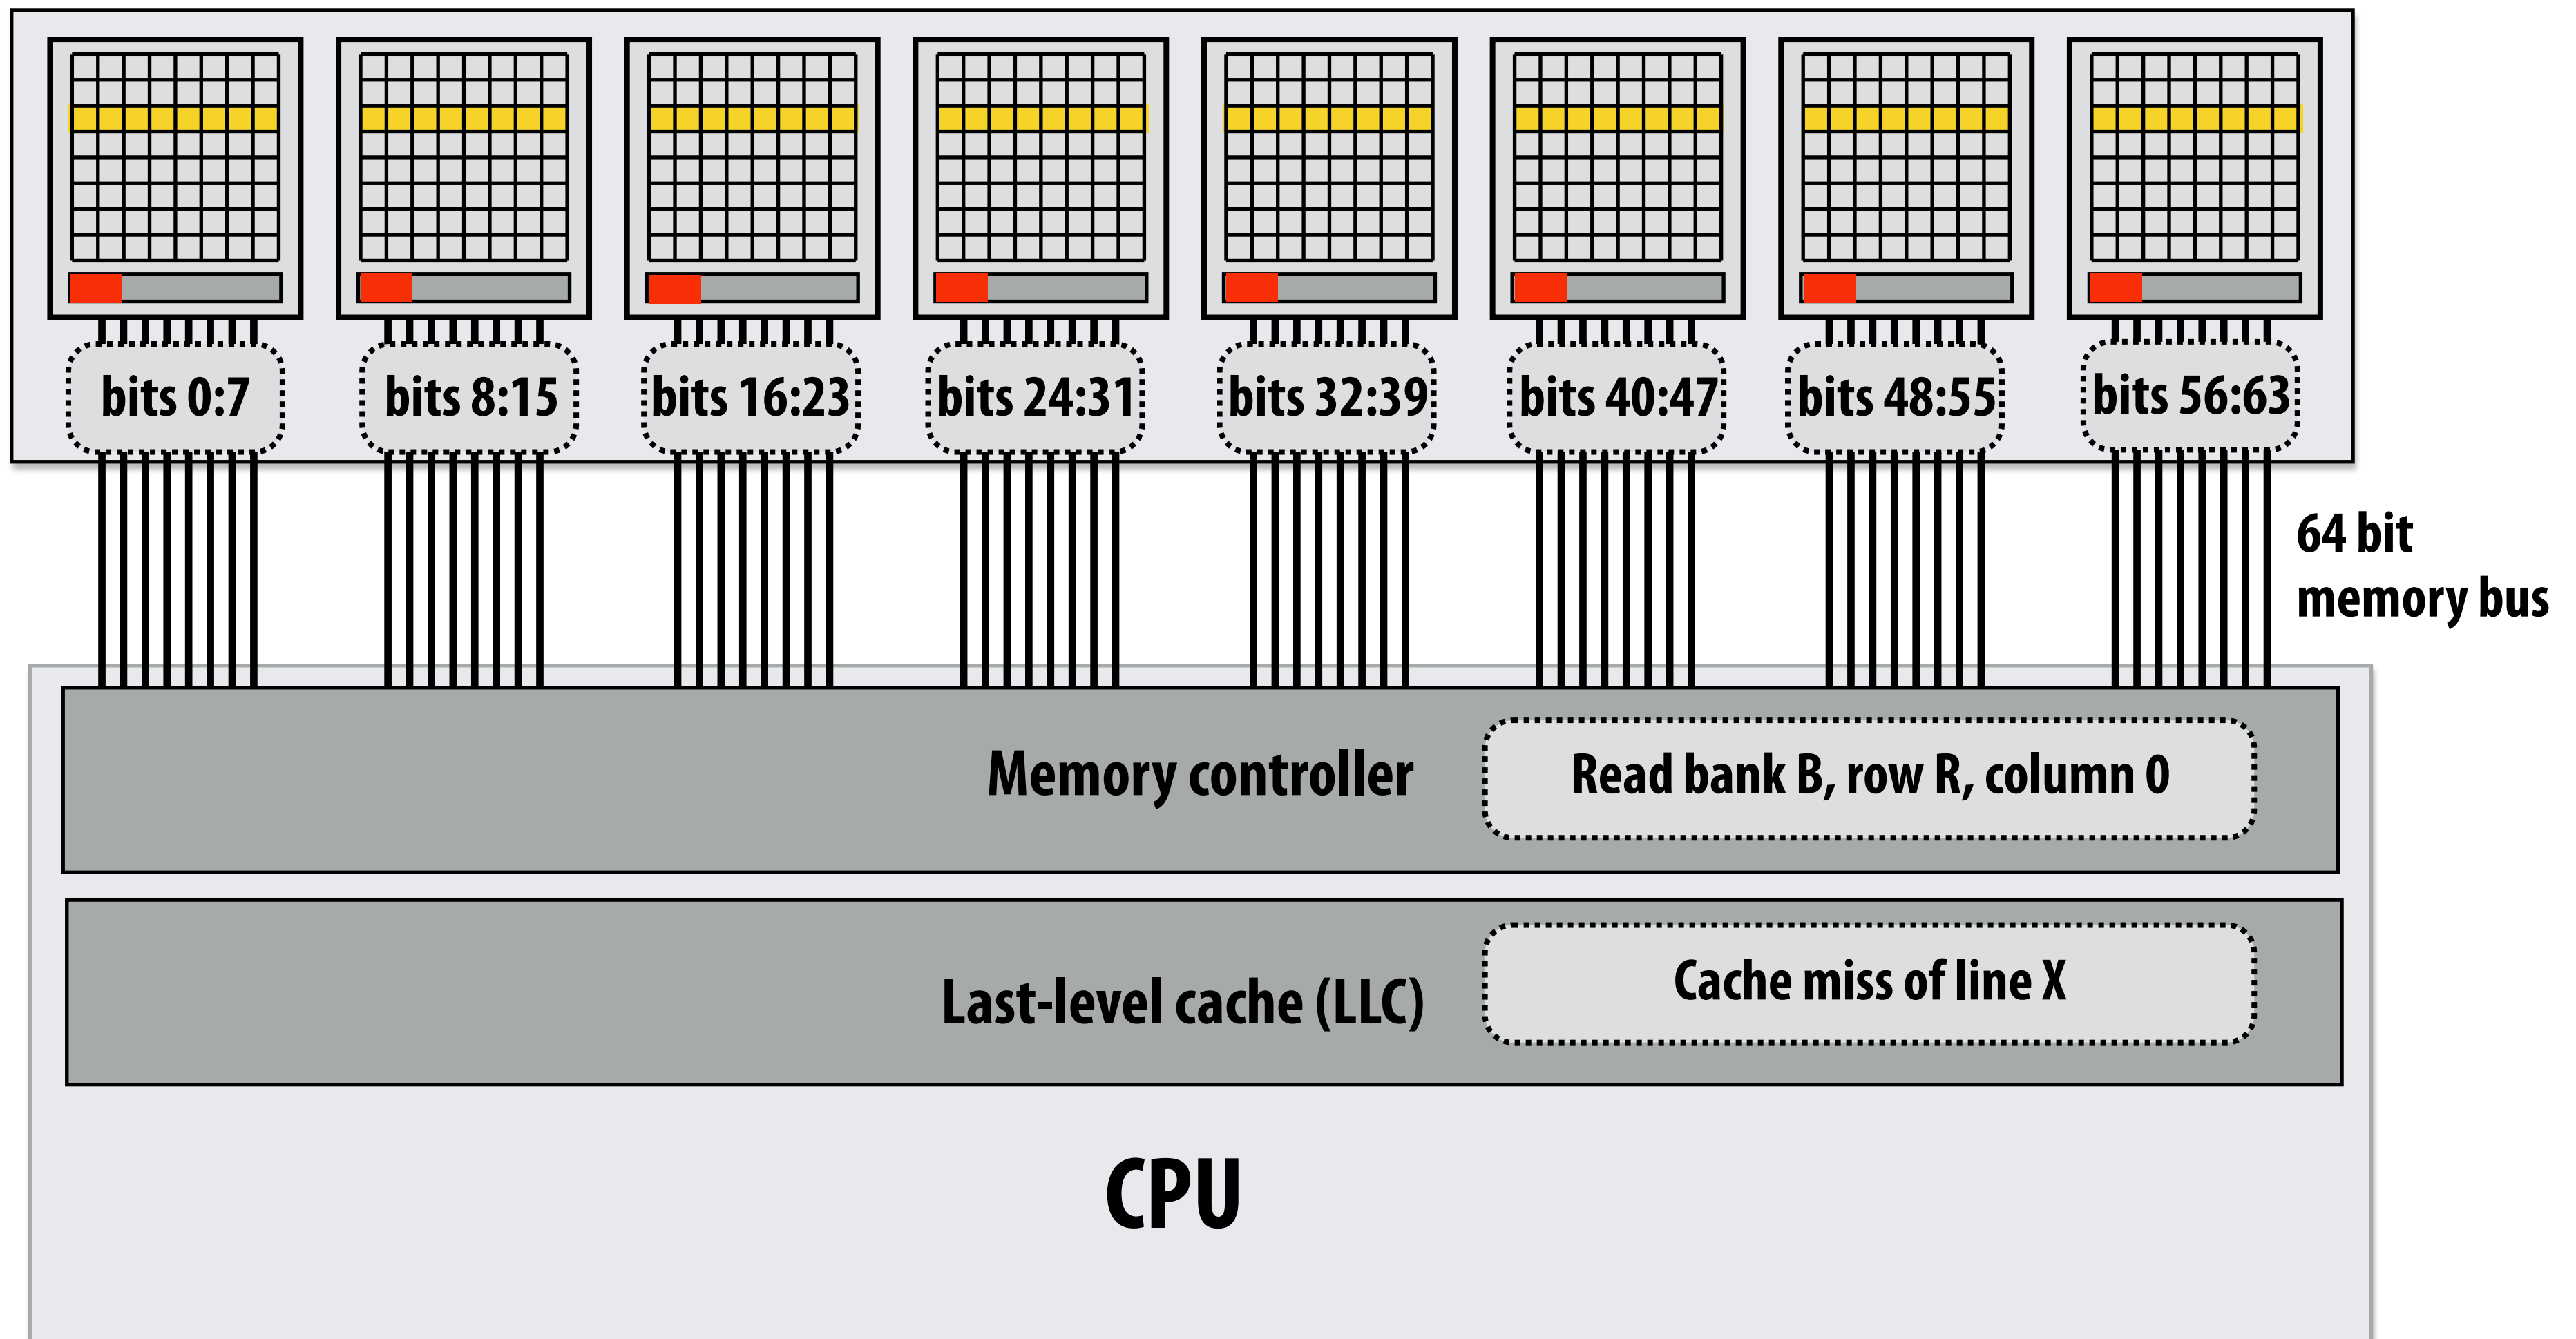 bits 0:7
bits 8:15
bits 16:23
bits 24:31
bits 32:39
bits 40:47
bits 48:55
bits 56:63
64 bit
memory bus
Memory controller
Read bank B, row R, column 0
Last-level cache (LLC)
Cache miss of line X
CPU